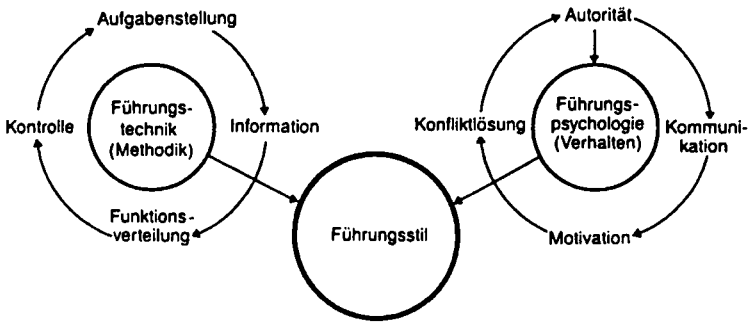 Aufgabenstellung
Kontrolle
Führungs-
technik
(Methodik)
Information
Funktions-
verteilung
Führungsstil
Autorität
Konfliktlösung
Führungs-
psychologie
(Verhalten)
Kommuni-
kation
Motivation